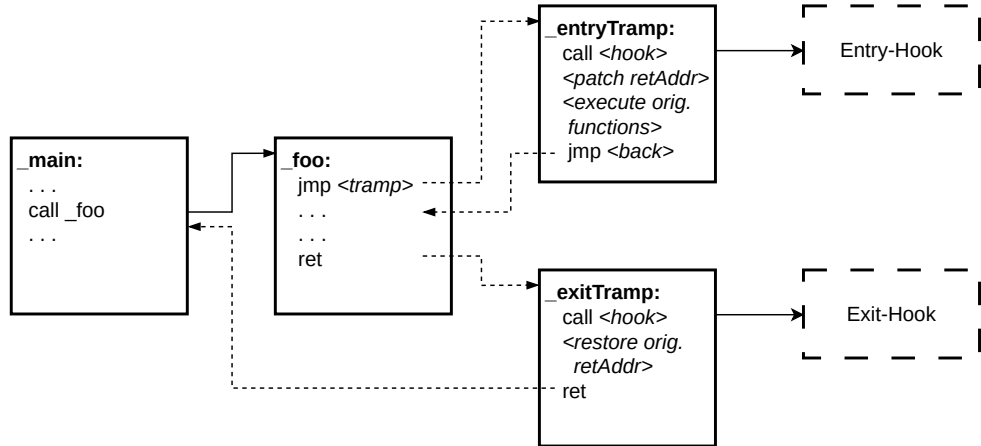 _main:
. . .
call _foo
. . .
_foo:
jmp <tramp>
. . .
. . .
ret
_entryTramp:
call <hook>
<patch retAddr>
<execute orig.
functions>
jmp <back>
Entry-Hook
_exitTramp:
call <hook>
<restore orig.
retAddr>
ret
Exit-Hook